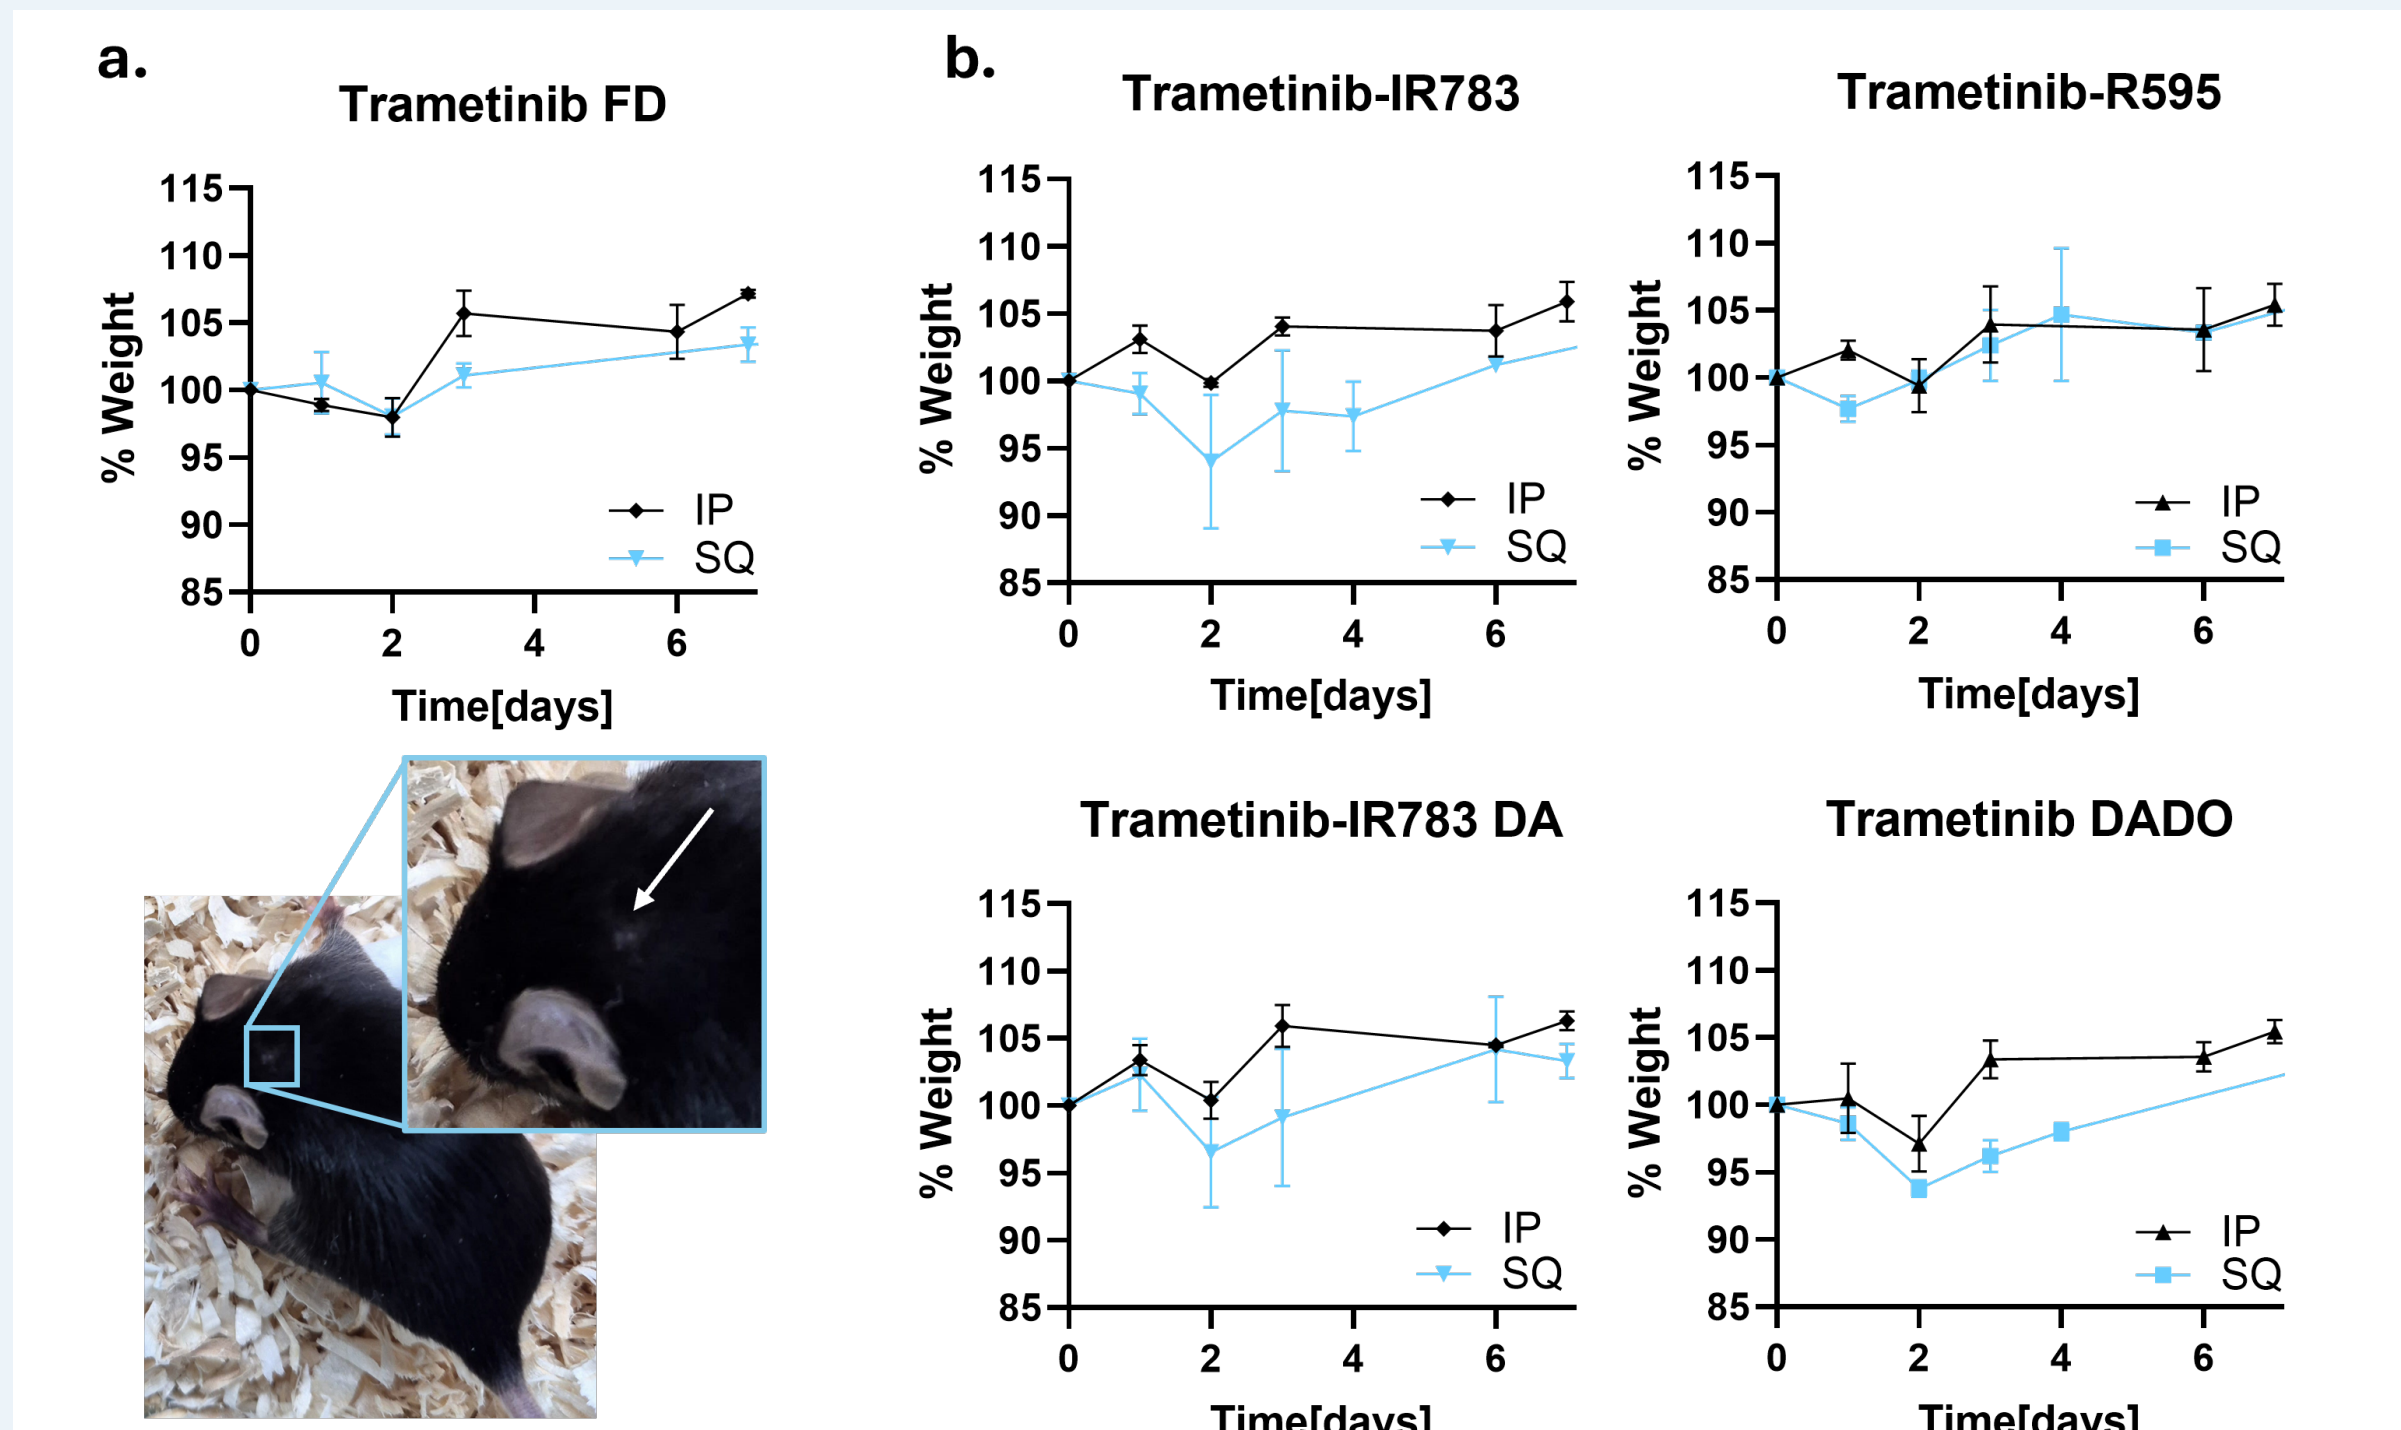 a.
Trametinib FD
115
110
105
100
95
90
85
% Weight
IP
SQ
0 2 4 6
Time[days]
b.
Trametinib-IR783
115
110
105
100
95
90
85
% Weight
IP
SQ
0 2 4 6
Time[days]
Trametinib-R595
115
110
105
100
95
90
85
% Weight
IP
SQ
0 2 4 6
Time[days]
Trametinib-IR783 DA
115
110
105
100
95
90
85
% Weight
IP
SQ
0 2 4 6
Time[days]
Trametinib DADO
115
110
105
100
95
90
85
% Weight
IP
SQ
0 2 4 6
Time[days]